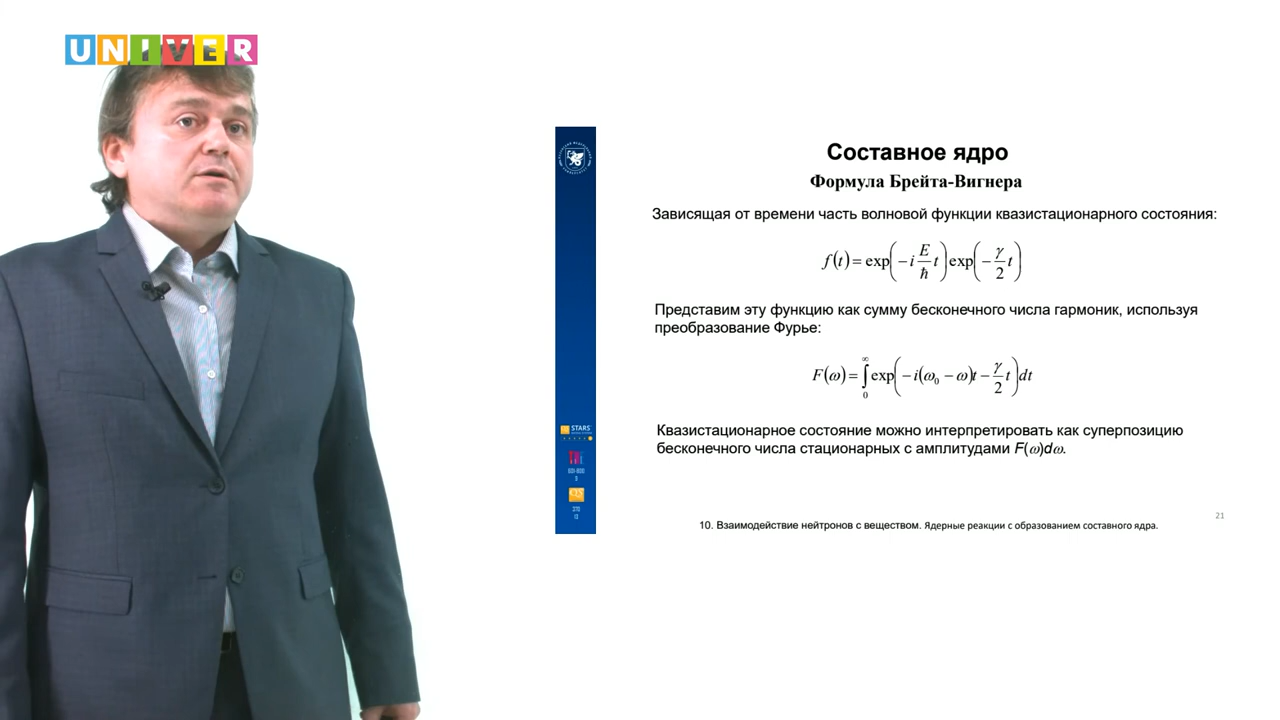 UNIVER
Составное ядро
Формула Брейта-Вигнера
Зависящая от времени часть волновой функции квазистационарного состояния:
f(t) = exp(−i E/ħ t) exp(−γ/2 t)
Представим эту функцию как сумму бесконечного числа гармоник, используя
преобразование Фурье:
F(ω) = ∫₀^∞ exp(−i(ω₀ − ω)t − γ/2 t) dt
Квазистационарное состояние можно интерпретировать как суперпозицию
бесконечного числа стационарных с амплитудами F(ω)dω.
STARS
21
10. Взаимодействие нейтронов с веществом. Ядерные реакции с образованием составного ядра.